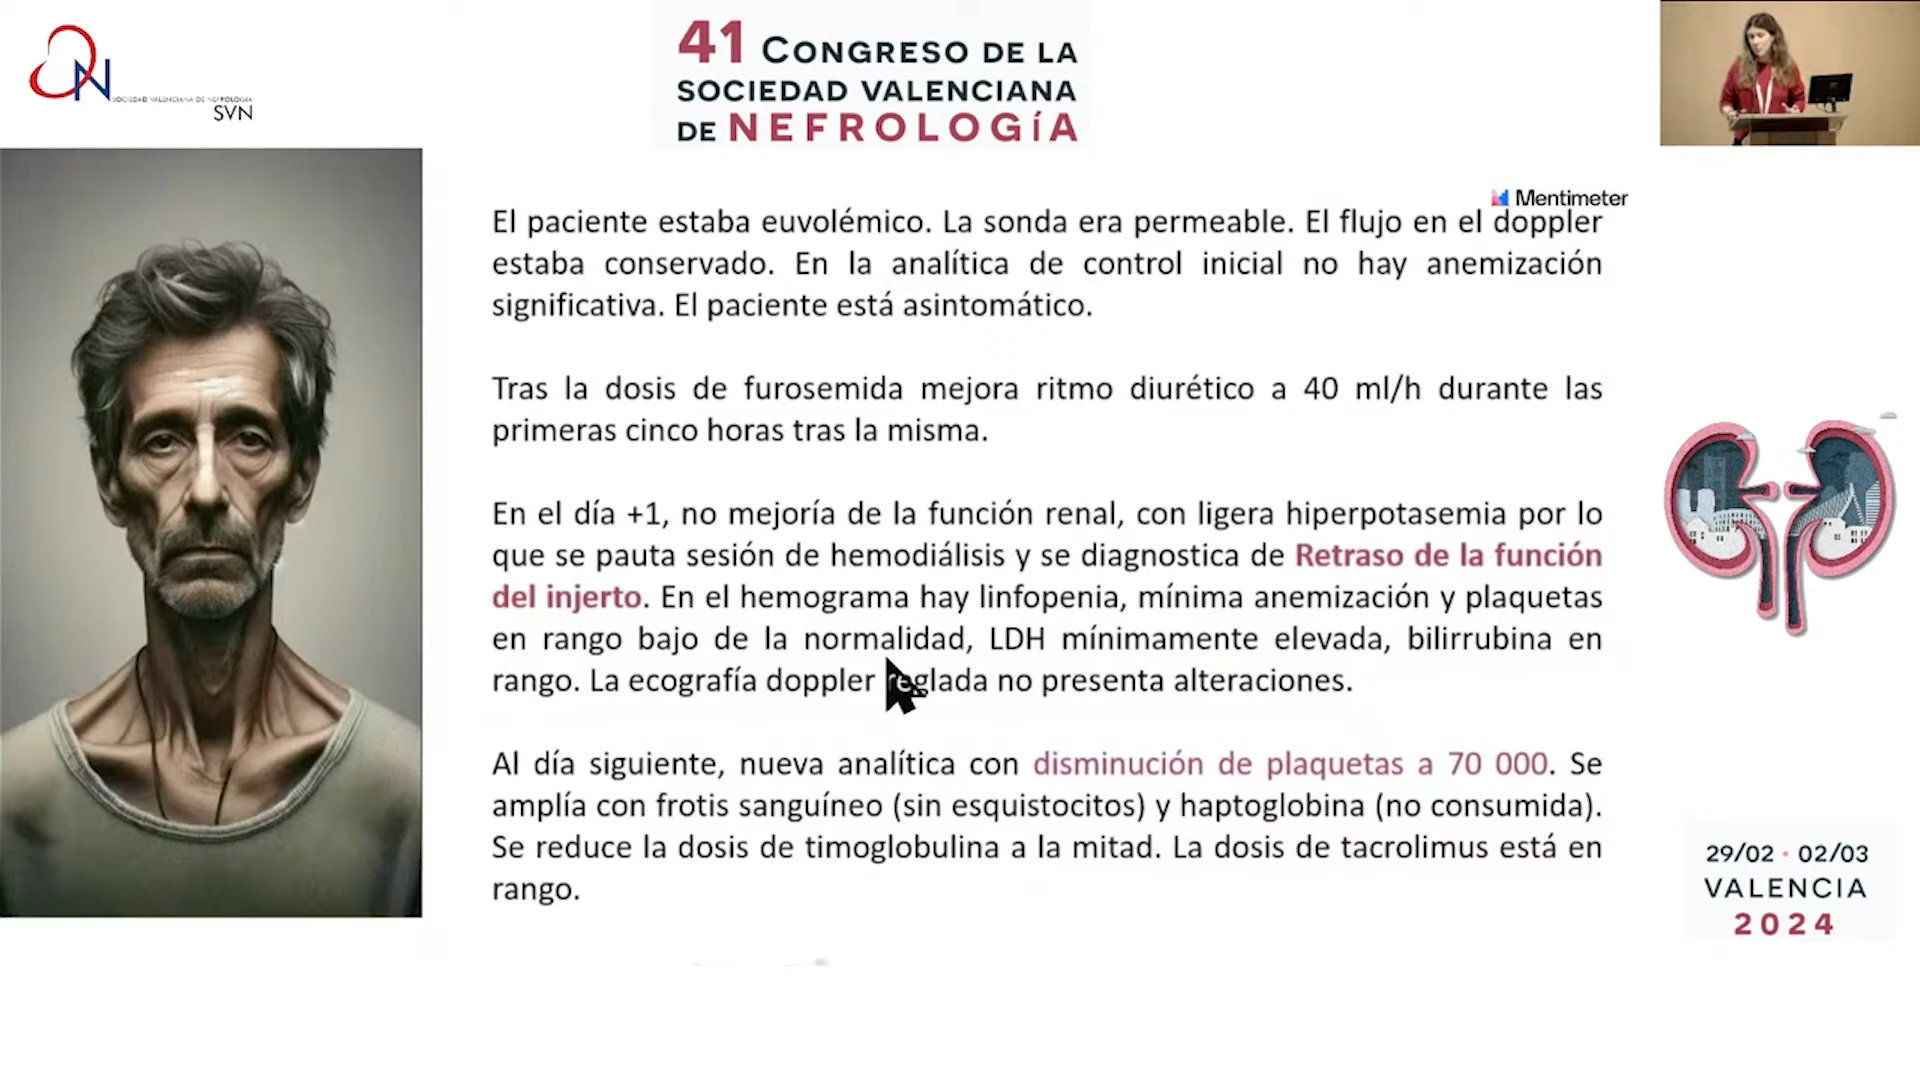 SOCIEDAD VALENCIANA DE NEFROLOGÍA
SVN
41 CONGRESO DE LA
SOCIEDAD VALENCIANA
DE NEFROLOGÍA
Mentimeter
El paciente estaba euvolémico. La sonda era permeable. El flujo en el doppler
estaba conservado. En la analítica de control inicial no hay anemización
significativa. El paciente está asintomático.
Tras la dosis de furosemida mejora ritmo diurético a 40 ml/h durante las
primeras cinco horas tras la misma.
En el día +1, no mejoría de la función renal, con ligera hiperpotasemia por lo
que se pauta sesión de hemodiálisis y se diagnostica de Retraso de la función
del injerto. En el hemograma hay linfopenia, mínima anemización y plaquetas
en rango bajo de la normalidad, LDH mínimamente elevada, bilirrubina en
rango. La ecografía doppler reglada no presenta alteraciones.
Al día siguiente, nueva analítica con disminución de plaquetas a 70 000. Se
amplía con frotis sanguíneo (sin esquistocitos) y haptoglobina (no consumida).
Se reduce la dosis de timoglobulina a la mitad. La dosis de tacrolimus está en
rango.
29/02 · 02/03
VALENCIA
2024